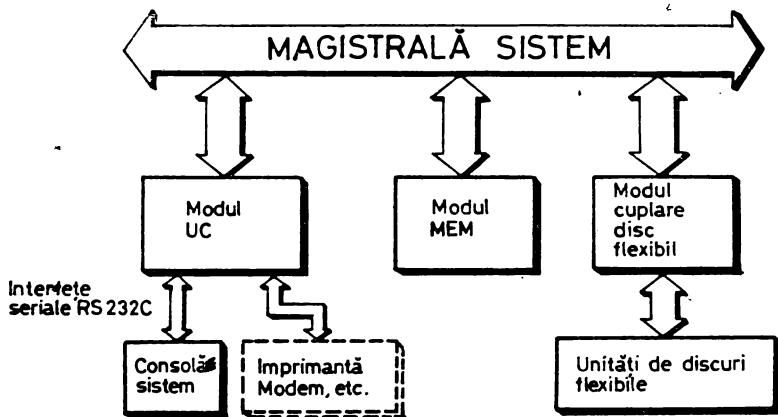 MAGISTRALĂ SISTEM
Modul
UC
Modul
MEM
Modul
cuplare
disc
flexibil
Interfețe
seriale RS 232C
Consolă
sistem
Imprimantă
Modem, etc.
Unități de discuri
flexibile